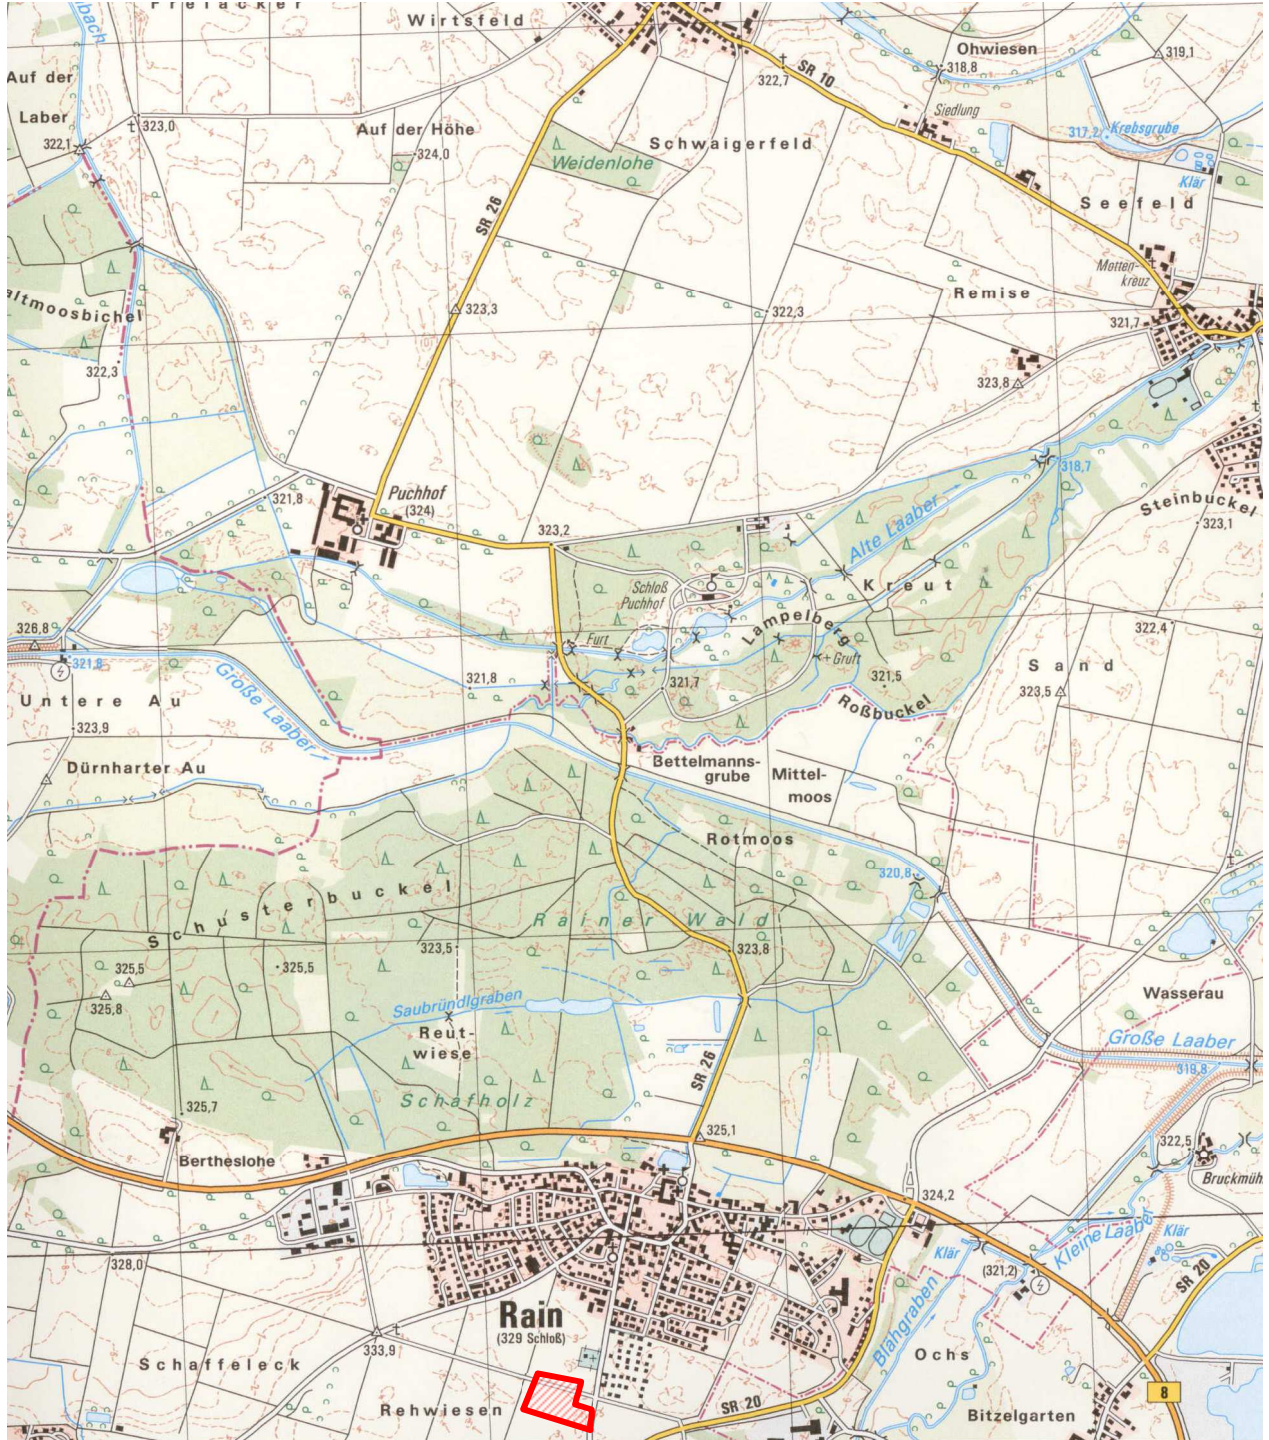 Wirtsfeld
Ohwiesen
318,8
319,1
Auf der
Laber
322,1
323,0
Auf der Höhe
324,0
322,7
SR 10
Siedlung
317,2
Krebsgrube
Klär
Schwaigerfeld
Weidenlohe
SR 26
Seefeld
Motten-
kreuz
Remise
321,7
322,3
323,3
altmoosbichel
322,3
323,8
318,7
Steinbuckel
323,1
Puchhof
(324)
321,8
323,2
Alte Laaber
Kreut
Schloß
Puchhof
Lampelberg
Furt
Gruft
322,4
326,8
321,8
Sand
323,5
Untere Au
Große Laaber
321,8
321,7
321,5
Roßbuckel
323,9
Dürnharter Au
Bettelmanns-
grube
Mittel-
moos
Rotmoos
320,8
Schusterbuckel
Rainer Wald
323,5
323,8
325,5
325,5
325,8
Saubründlgraben
Reut-
wiese
Wasserau
Große Laaber
319,8
SR 26
Schafholz
325,7
325,1
322,5
Bertheslohe
Bruckmüh
324,2
Klär
(321,2)
Kleine Laaber
Klär
SR 20
328,0
Rain
(329 Schloß)
333,9
Blahgraben
Schaffeleck
Ochs
8
Rehwiesen
SR 20
Bitzelgarten